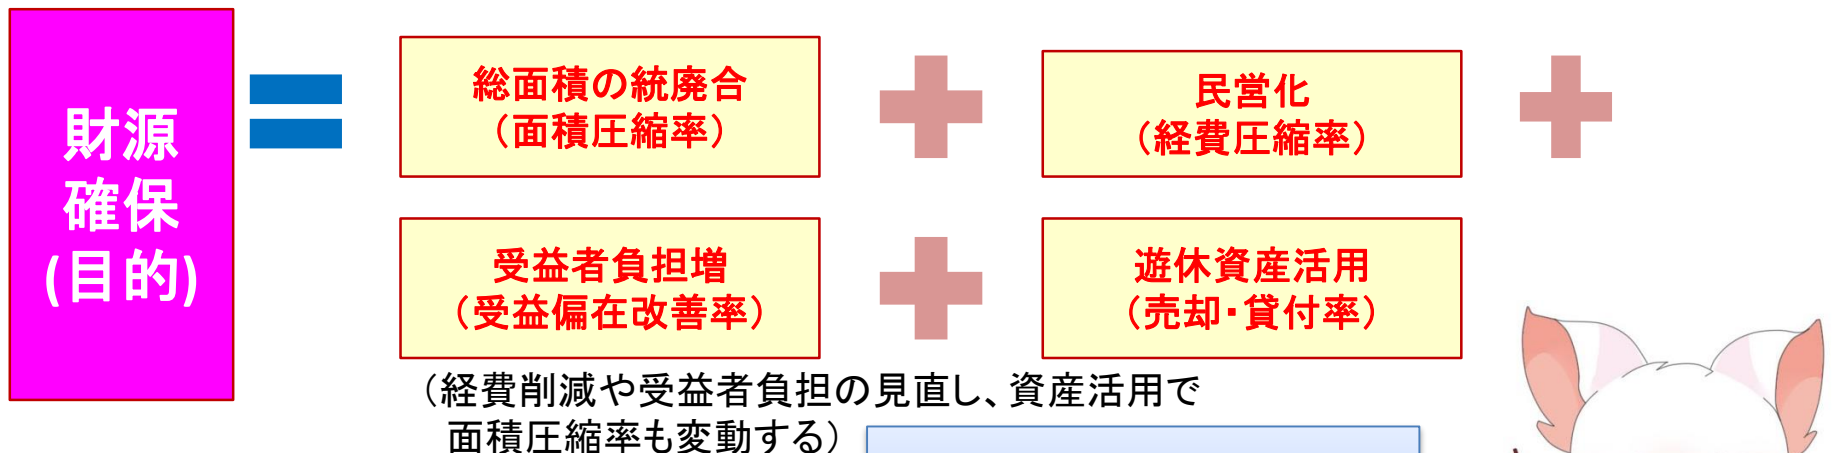 財源
確保
(目的)
総面積の統廃合
（面積圧縮率）
民営化
（経費圧縮率）
受益者負担増
（受益偏在改善率）
遊休資産活用
（売却・貸付率）
（経費削減や受益者負担の見直し、資産活用で
面積圧縮率も変動する）